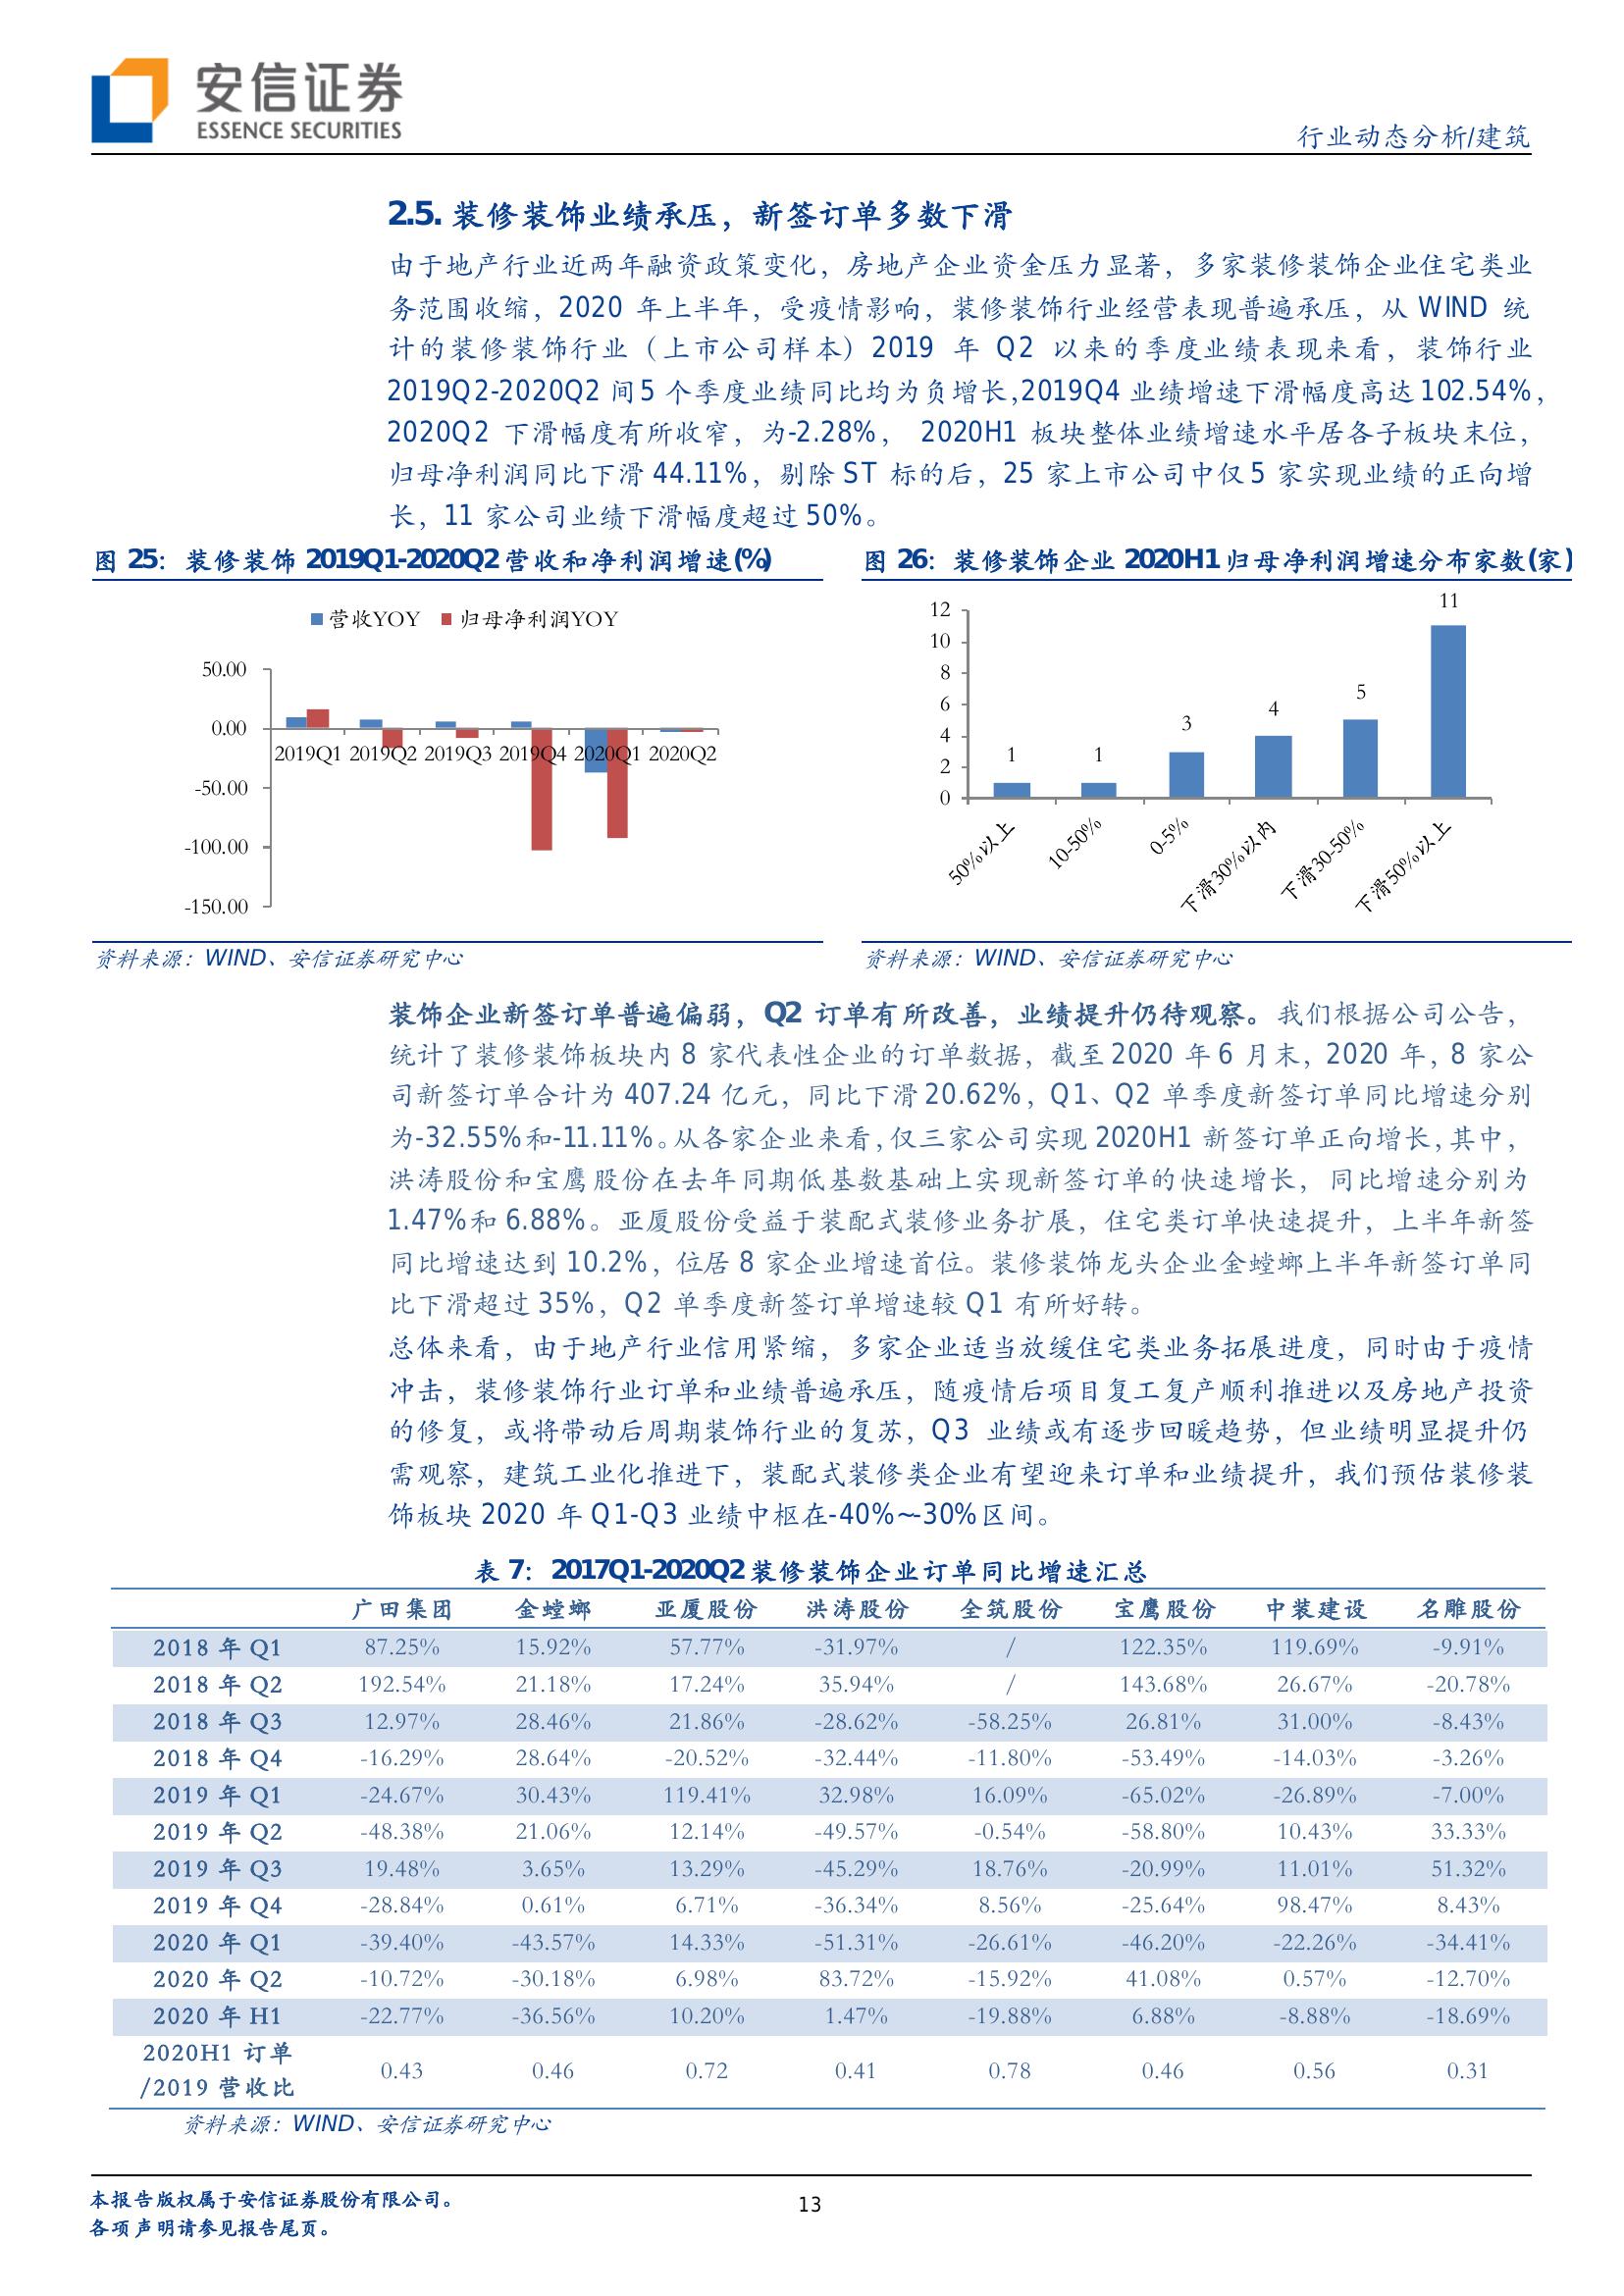 安信证券
ESSENCE SECURITIES
行业动态分析/建筑
2.5. 装修装饰业绩承压，新签订单多数下滑
由于地产行业近两年融资政策变化，房地产企业资金压力显著，多家装修装饰企业住宅类业
务范围收缩，2020 年上半年，受疫情影响，装修装饰行业经营表现普遍承压，从 WIND 统
计的装修装饰行业（上市公司样本）2019 年 Q2 以来的季度业绩表现来看，装饰行业
2019Q2-2020Q2 间 5 个季度业绩同比均为负增长，2019Q4 业绩增速下滑幅度高达 102.54%，
2020Q2 下滑幅度有所收窄，为-2.28%， 2020H1 板块整体业绩增速水平居各子板块末位，
归母净利润同比下滑 44.11%，剔除 ST 标的后，25 家上市公司中仅 5 家实现业绩的正向增
长，11 家公司业绩下滑幅度超过 50%。
图 25：装修装饰 2019Q1-2020Q2 营收和净利润增速(%)
营收YOY 归母净利润YOY
50.00
0.00
-50.00
-100.00
-150.00
2019Q1 2019Q2 2019Q3 2019Q4 2020Q1 2020Q2
资料来源：WIND、安信证券研究中心
图 26：装修装饰企业 2020H1 归母净利润增速分布家数(家)
12
10
8
6
4
2
0
1 1 3 4 5 11
50%以上 10-50% 0-5% 下滑30%以内 下滑30-50% 下滑50%以上
资料来源：WIND、安信证券研究中心
装饰企业新签订单普遍偏弱，Q2 订单有所改善，业绩提升仍待观察。我们根据公司公告，
统计了装修装饰板块内 8 家代表性企业的订单数据，截至 2020 年 6 月末，2020 年，8 家公
司新签订单合计为 407.24 亿元，同比下滑 20.62%，Q1、Q2 单季度新签订单同比增速分别
为-32.55%和-11.11%。从各家企业来看，仅三家公司实现 2020H1 新签订单正向增长，其中，
洪涛股份和宝鹰股份在去年同期低基数基础上实现新签订单的快速增长，同比增速分别为
1.47%和 6.88%。亚厦股份受益于装配式装修业务扩展，住宅类订单快速提升，上半年新签
同比增速达到 10.2%，位居 8 家企业增速首位。装修装饰龙头企业金螳螂上半年新签订单同
比下滑超过 35%，Q2 单季度新签订单增速较 Q1 有所好转。
总体来看，由于地产行业信用紧缩，多家企业适当放缓住宅类业务拓展进度，同时由于疫情
冲击，装修装饰行业订单和业绩普遍承压，随疫情后项目复工复产顺利推进以及房地产投资
的修复，或将带动后周期装饰行业的复苏，Q3 业绩或有逐步回暖趋势，但业绩明显提升仍
需观察，建筑工业化推进下，装配式装修类企业有望迎来订单和业绩提升，我们预估装修装
饰板块 2020 年 Q1-Q3 业绩中枢在-40%~-30%区间。
表 7：2017Q1-2020Q2 装修装饰企业订单同比增速汇总
广田集团 金螳螂 亚厦股份 洪涛股份 全筑股份 宝鹰股份 中装建设 名雕股份
2018 年 Q1 87.25% 15.92% 57.77% -31.97% / 122.35% 119.69% -9.91%
2018 年 Q2 192.54% 21.18% 17.24% 35.94% / 143.68% 26.67% -20.78%
2018 年 Q3 12.97% 28.46% 21.86% -28.62% -58.25% 26.81% 31.00% -8.43%
2018 年 Q4 -16.29% 28.64% -20.52% -32.44% -11.80% -53.49% -14.03% -3.26%
2019 年 Q1 -24.67% 30.43% 119.41% 32.98% 16.09% -65.02% -26.89% -7.00%
2019 年 Q2 -48.38% 21.06% 12.14% -49.57% -0.54% -58.80% 10.43% 33.33%
2019 年 Q3 19.48% 3.65% 13.29% -45.29% 18.76% -20.99% 11.01% 51.32%
2019 年 Q4 -28.84% 0.61% 6.71% -36.34% 8.56% -25.64% 98.47% 8.43%
2020 年 Q1 -39.40% -43.57% 14.33% -51.31% -26.61% -46.20% -22.26% -34.41%
2020 年 Q2 -10.72% -30.18% 6.98% 83.72% -15.92% 41.08% 0.57% -12.70%
2020 年 H1 -22.77% -36.56% 10.20% 1.47% -19.88% 6.88% -8.88% -18.69%
2020H1 订单
/2019 营收比 0.43 0.46 0.72 0.41 0.78 0.46 0.56 0.31
资料来源：WIND、安信证券研究中心
本报告版权属于安信证券股份有限公司。
各项声明请参见报告尾页。
13